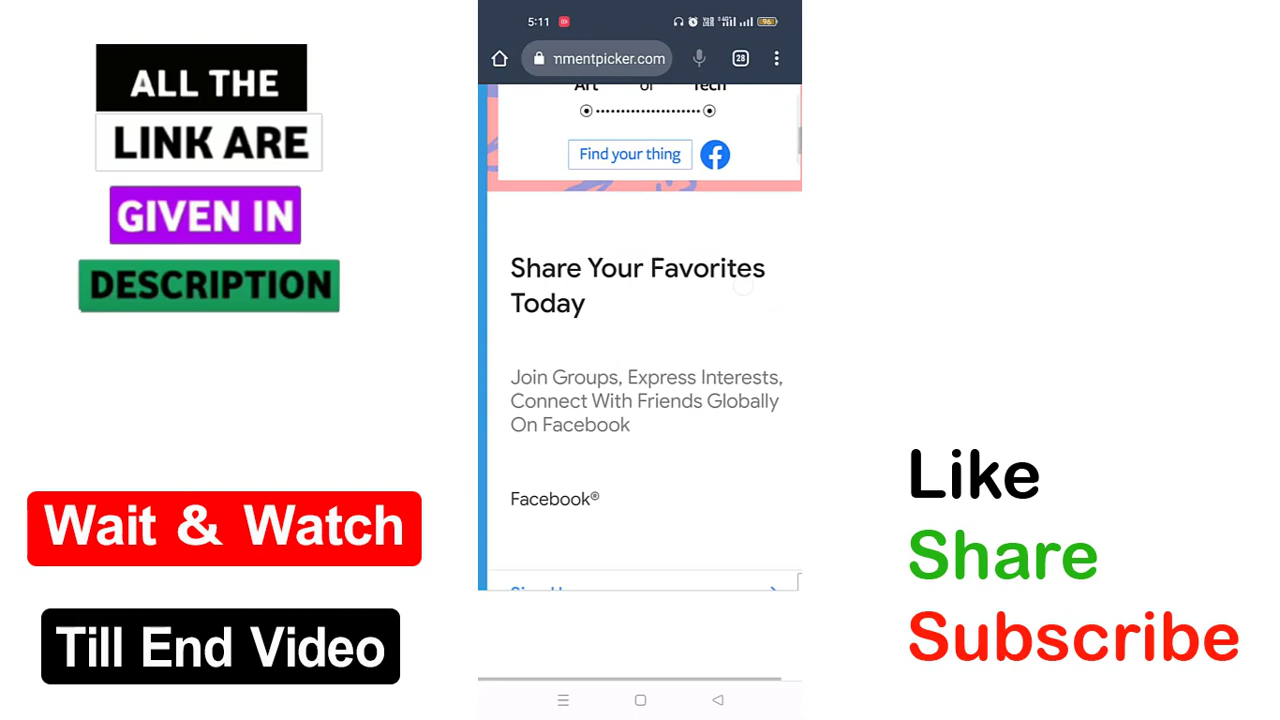 ALL THE
LINK ARE
GIVEN IN
DESCRIPTION
Wait & Watch
Till End Video
5:11
96
nmentpicker.com
28
Art or Tech
Find your thing
Share Your Favorites
Today
Join Groups, Express Interests,
Connect With Friends Globally
On Facebook
Facebook®
Like
Share
Subscribe